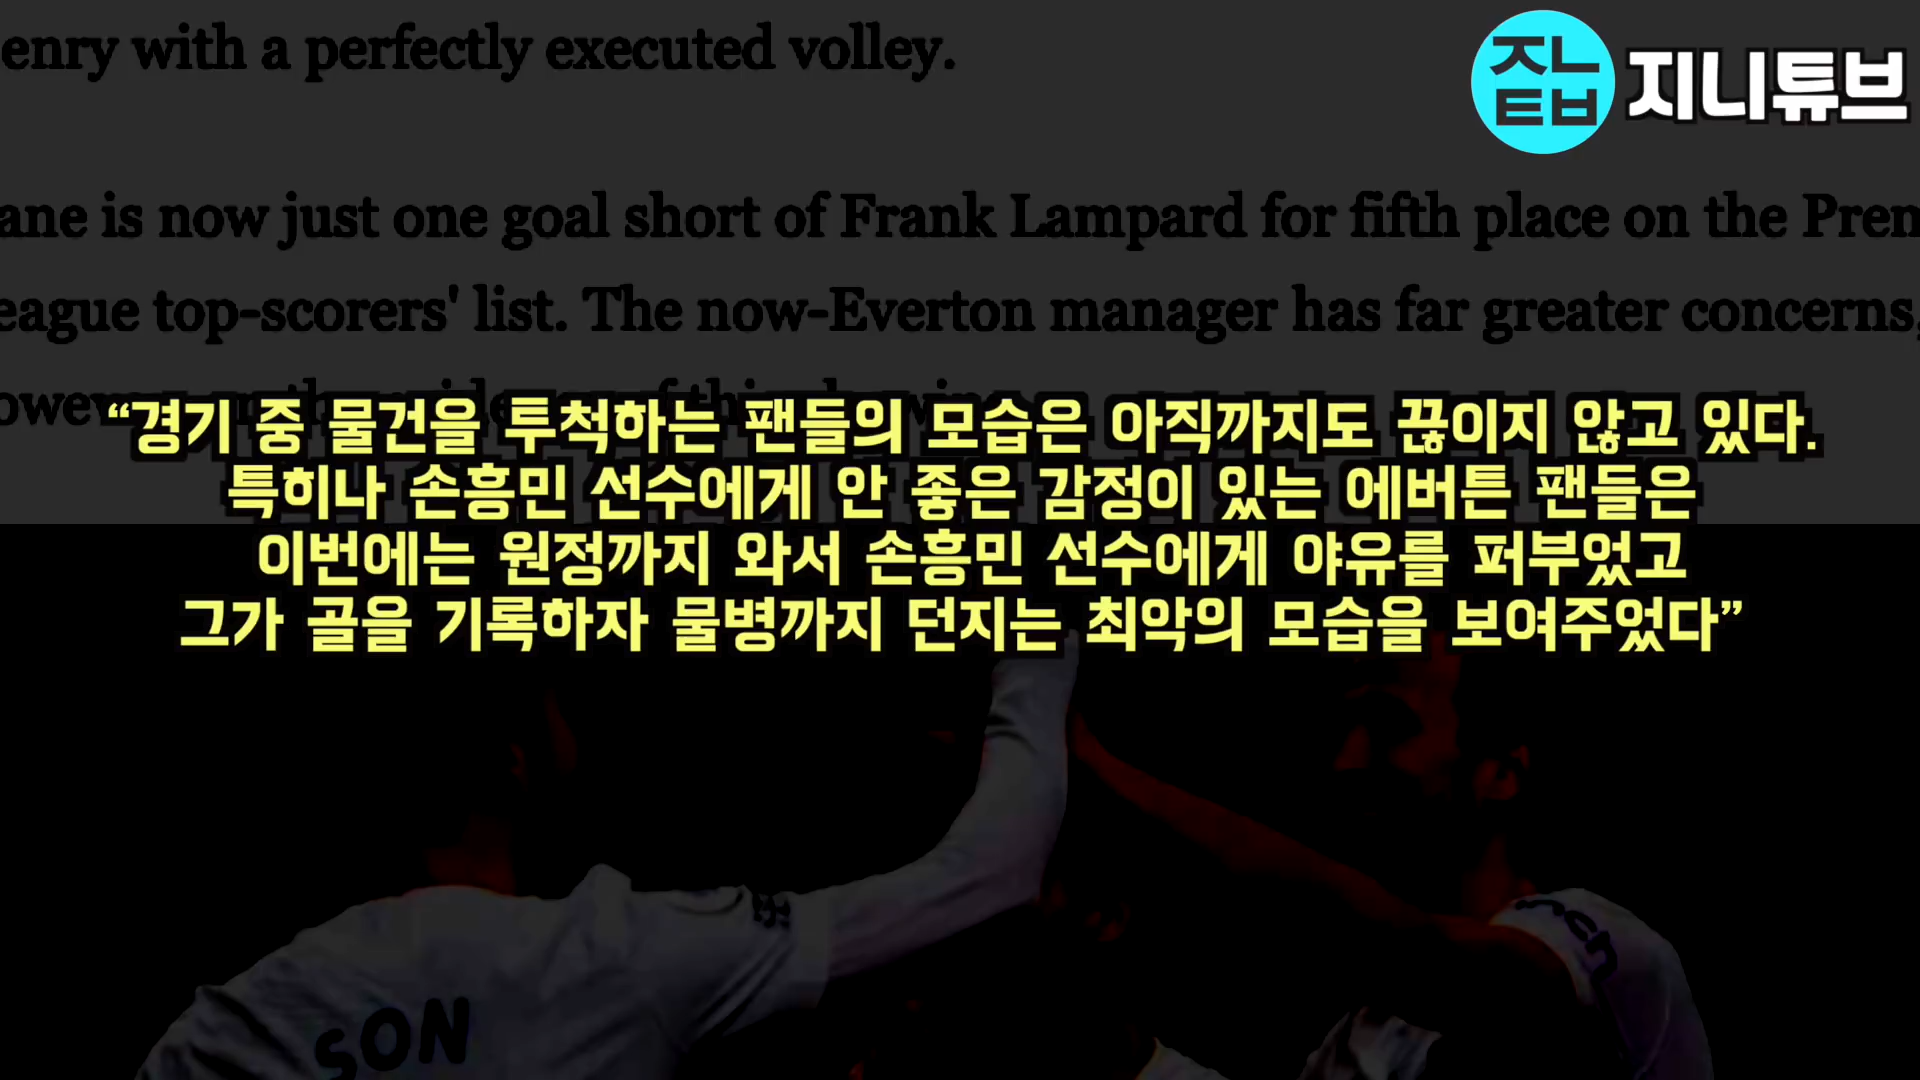 enry with a perfectly executed volley.
잩튭 지니튜브
ane is now just one goal short of Frank Lampard for fifth place on the Prem
eague top-scorers' list. The now-Everton manager has far greater concerns,
“경기 중 물건을 투척하는 팬들의 모습은 아직까지도 끊이지 않고 있다.
특히나 손흥민 선수에게 안 좋은 감정이 있는 에버튼 팬들은
이번에는 원정까지 와서 손흥민 선수에게 야유를 퍼부었고
그가 골을 기록하자 물병까지 던지는 최악의 모습을 보여주었다”
SON